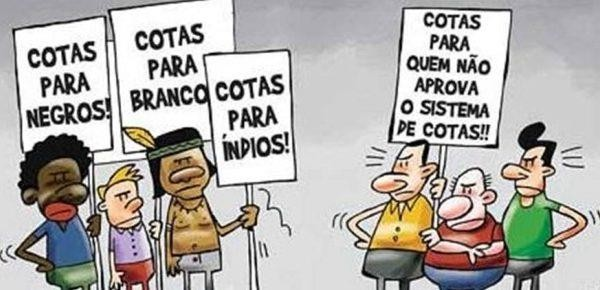 COTAS
PARA
NEGROS!
COTAS
PARA
BRANCO
COTAS
PARA
ÍNDIOS!
COTAS
PARA
QUEM NÃO
APROVA
O SISTEMA
DE COTAS!!